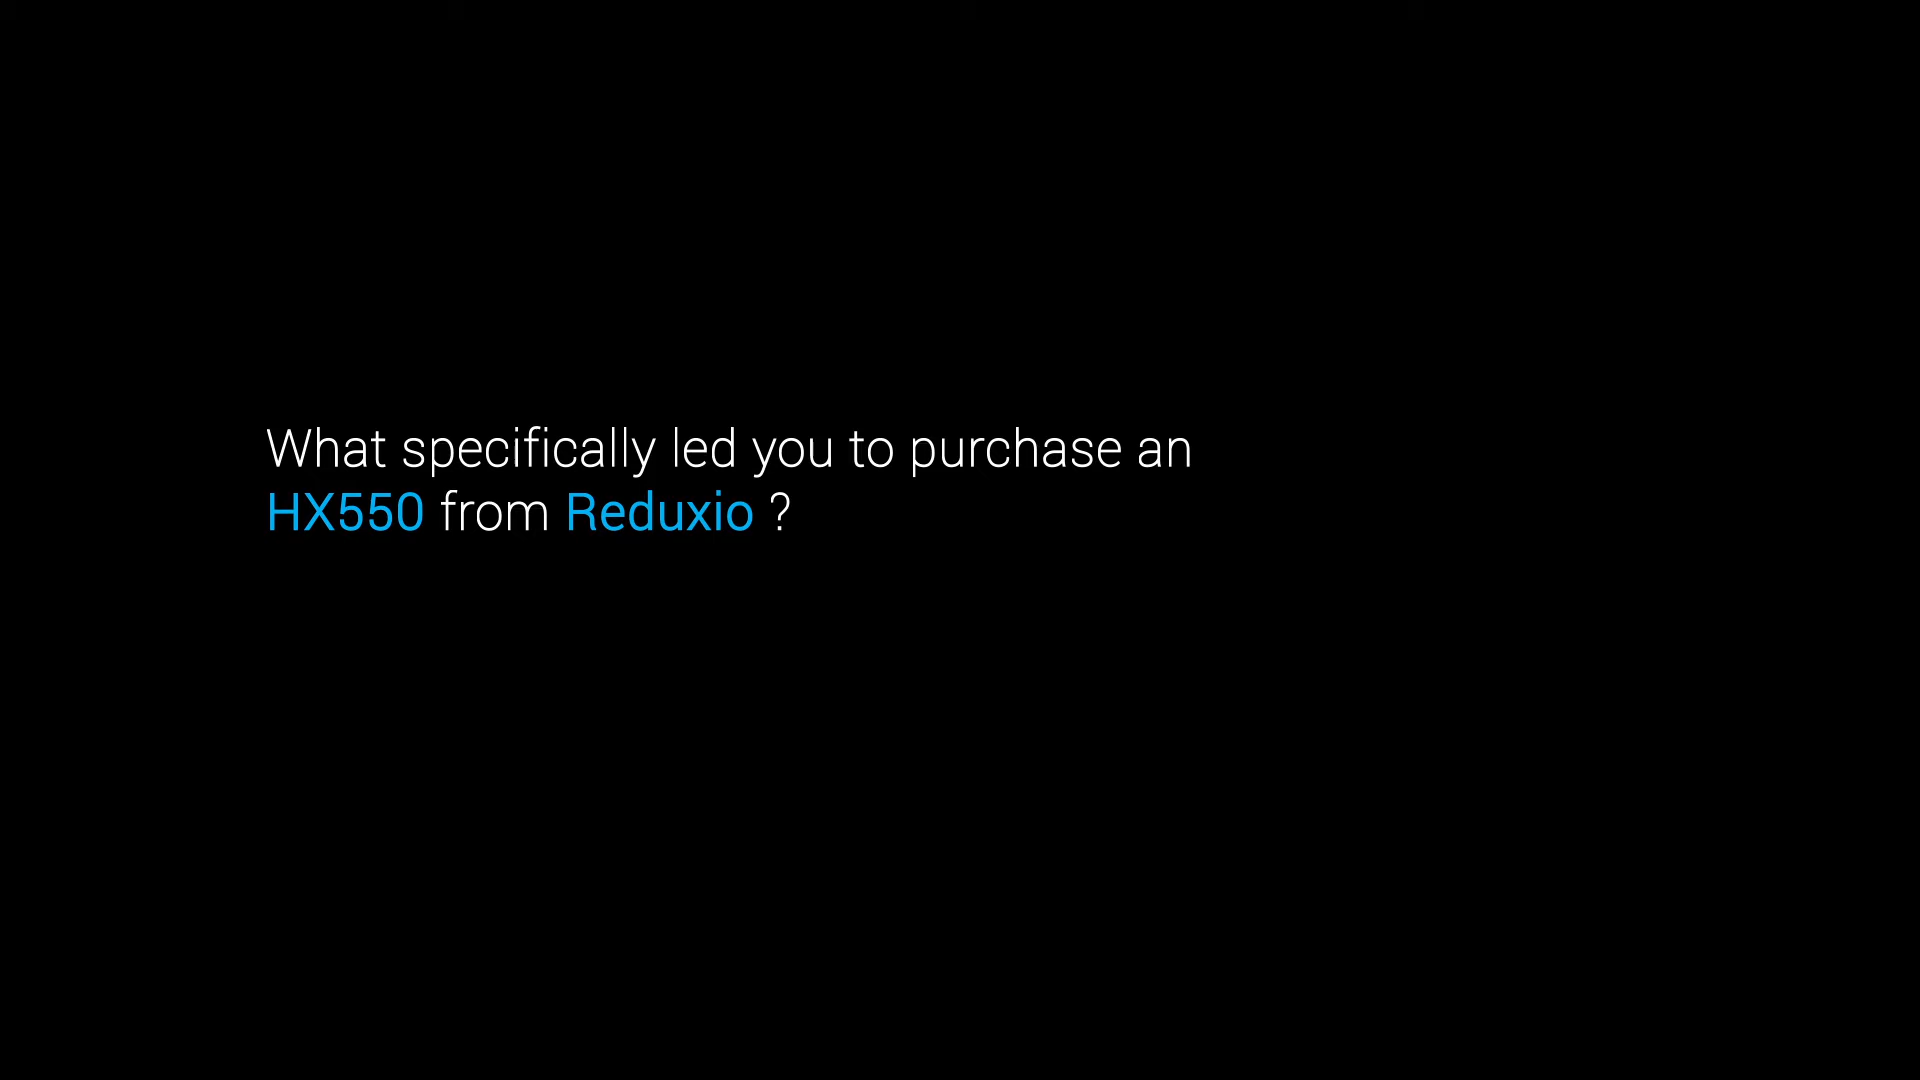 What specifically led you to purchase an
HX550 from Reduxio ?